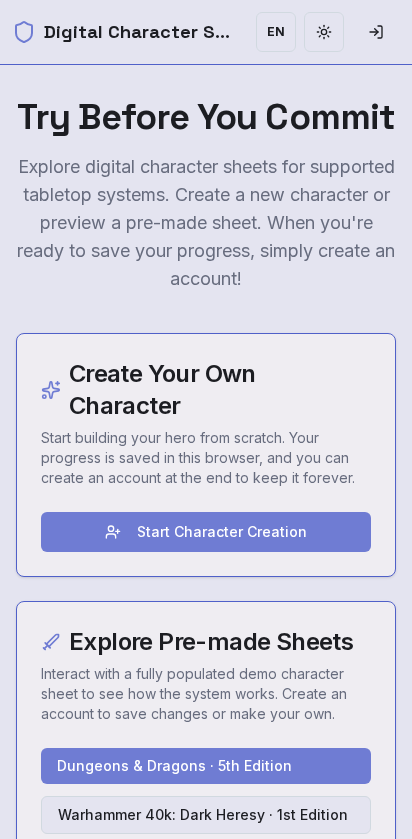 Digital Character S...
EN
Try Before You Commit
Explore digital character sheets for supported
tabletop systems. Create a new character or
preview a pre-made sheet. When you're
ready to save your progress, simply create an
account!
Create Your Own
Character
Start building your hero from scratch. Your
progress is saved in this browser, and you can
create an account at the end to keep it forever.
Start Character Creation
Explore Pre-made Sheets
Interact with a fully populated demo character
sheet to see how the system works. Create an
account to save changes or make your own.
Dungeons & Dragons · 5th Edition
Warhammer 40k: Dark Heresy · 1st Edition